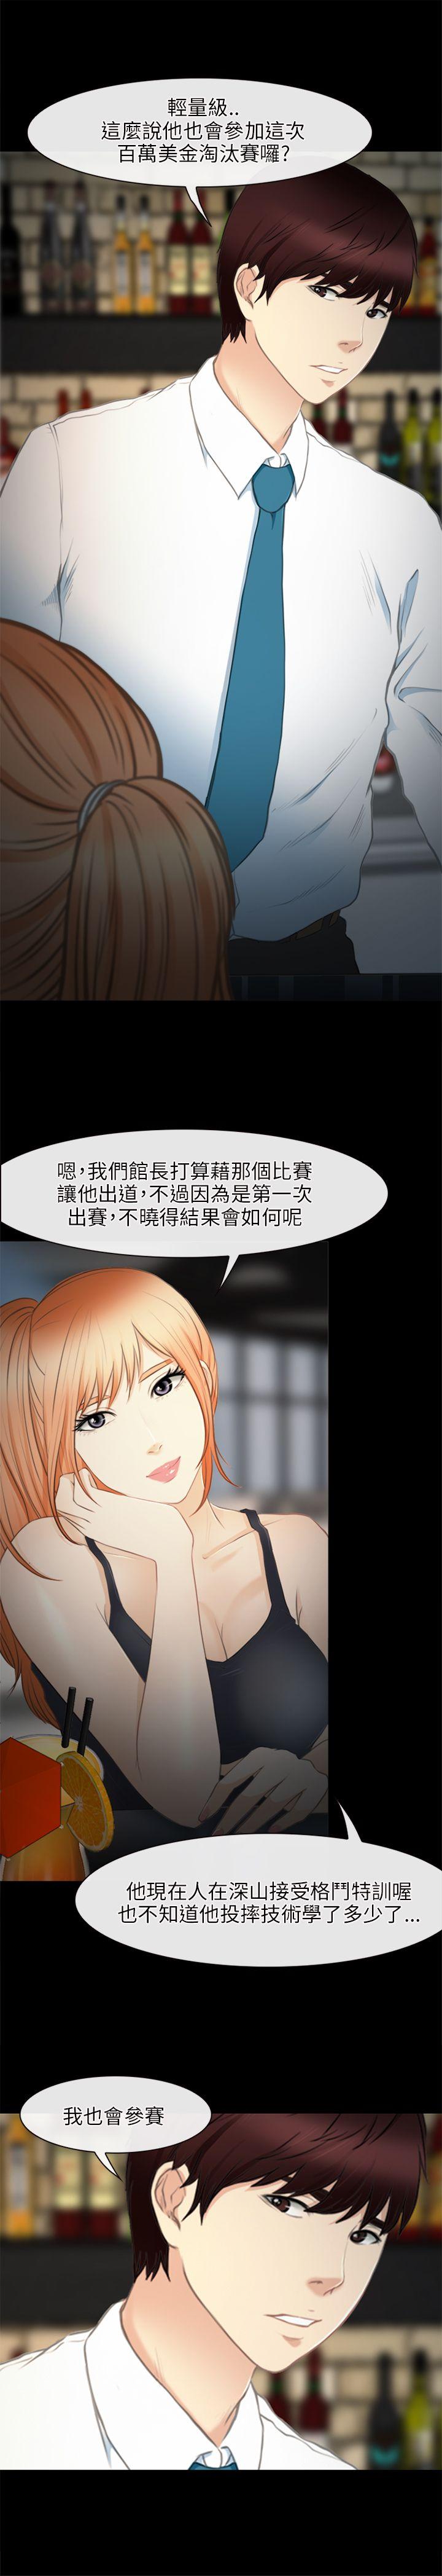 輕量級..
這麼說他也會參加這次
百萬美金淘汰賽囉?
嗯,我們館長打算藉那個比賽
讓他出道,不過因為是第一次
出賽,不曉得結果會如何呢
他現在人在深山接受格鬥特訓喔
也不知道他投摔技術學了多少了...
我也會參賽